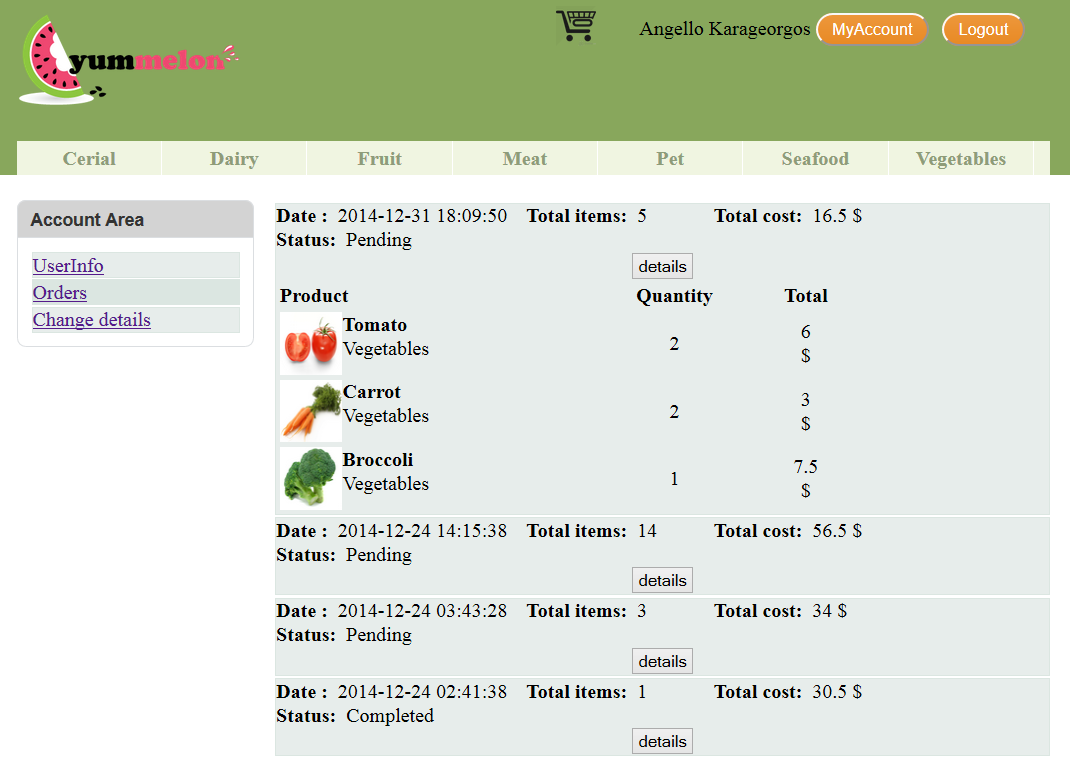 yummelon
Angello Karageorgos MyAccount Logout
Cerial Dairy Fruit Meat Pet Seafood Vegetables
Account Area
UserInfo
Orders
Change details
Date : 2014-12-31 18:09:50 Total items: 5 Total cost: 16.5 $
Status: Pending
details
Product Quantity Total
Tomato
Vegetables
2
6
$
Carrot
Vegetables
2
3
$
Broccoli
Vegetables
1
7.5
$
Date : 2014-12-24 14:15:38 Total items: 14 Total cost: 56.5 $
Status: Pending
details
Date : 2014-12-24 03:43:28 Total items: 3 Total cost: 34 $
Status: Pending
details
Date : 2014-12-24 02:41:38 Total items: 1 Total cost: 30.5 $
Status: Completed
details